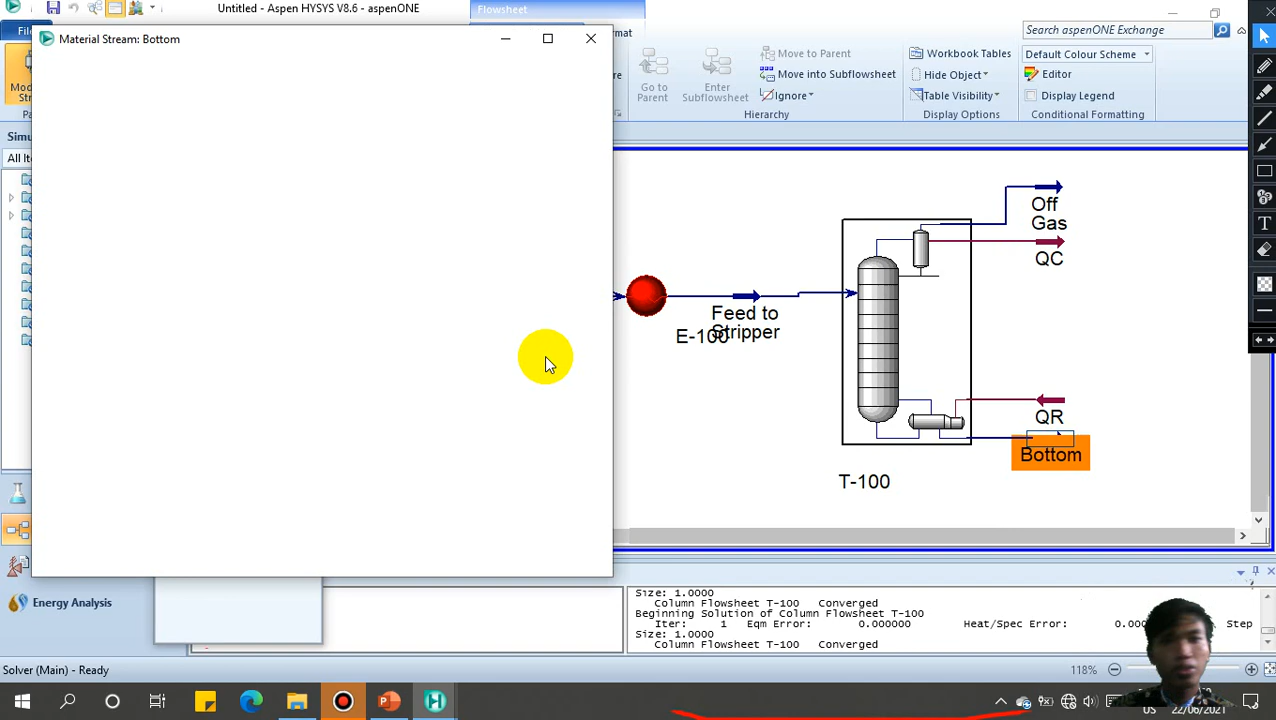 Untitled - Aspen HYSYS V8.6 - aspenONE
Flowsheet
Material Stream: Bottom
Search aspenONE Exchange
Move to Parent
Move into Subflowsheet
Ignore
Go to
Parent
Enter
Subflowsheet
Hierarchy
Workbook Tables
Hide Object
Table Visibility
Display Options
Default Colour Scheme
Editor
Display Legend
Conditional Formatting
Off
Gas
QC
Feed to
Stripper
E-100
QR
Bottom
T-100
Energy Analysis
Size: 1.0000
Column Flowsheet T-100 Converged
Beginning Solution of Column Flowsheet T-100
Iter: 1 Eqm Error: 0.000000 Heat/Spec Error: Step
Size: 1.0000
Column Flowsheet T-100 Converged
Solver (Main) - Ready
118%
US
22/06/2021